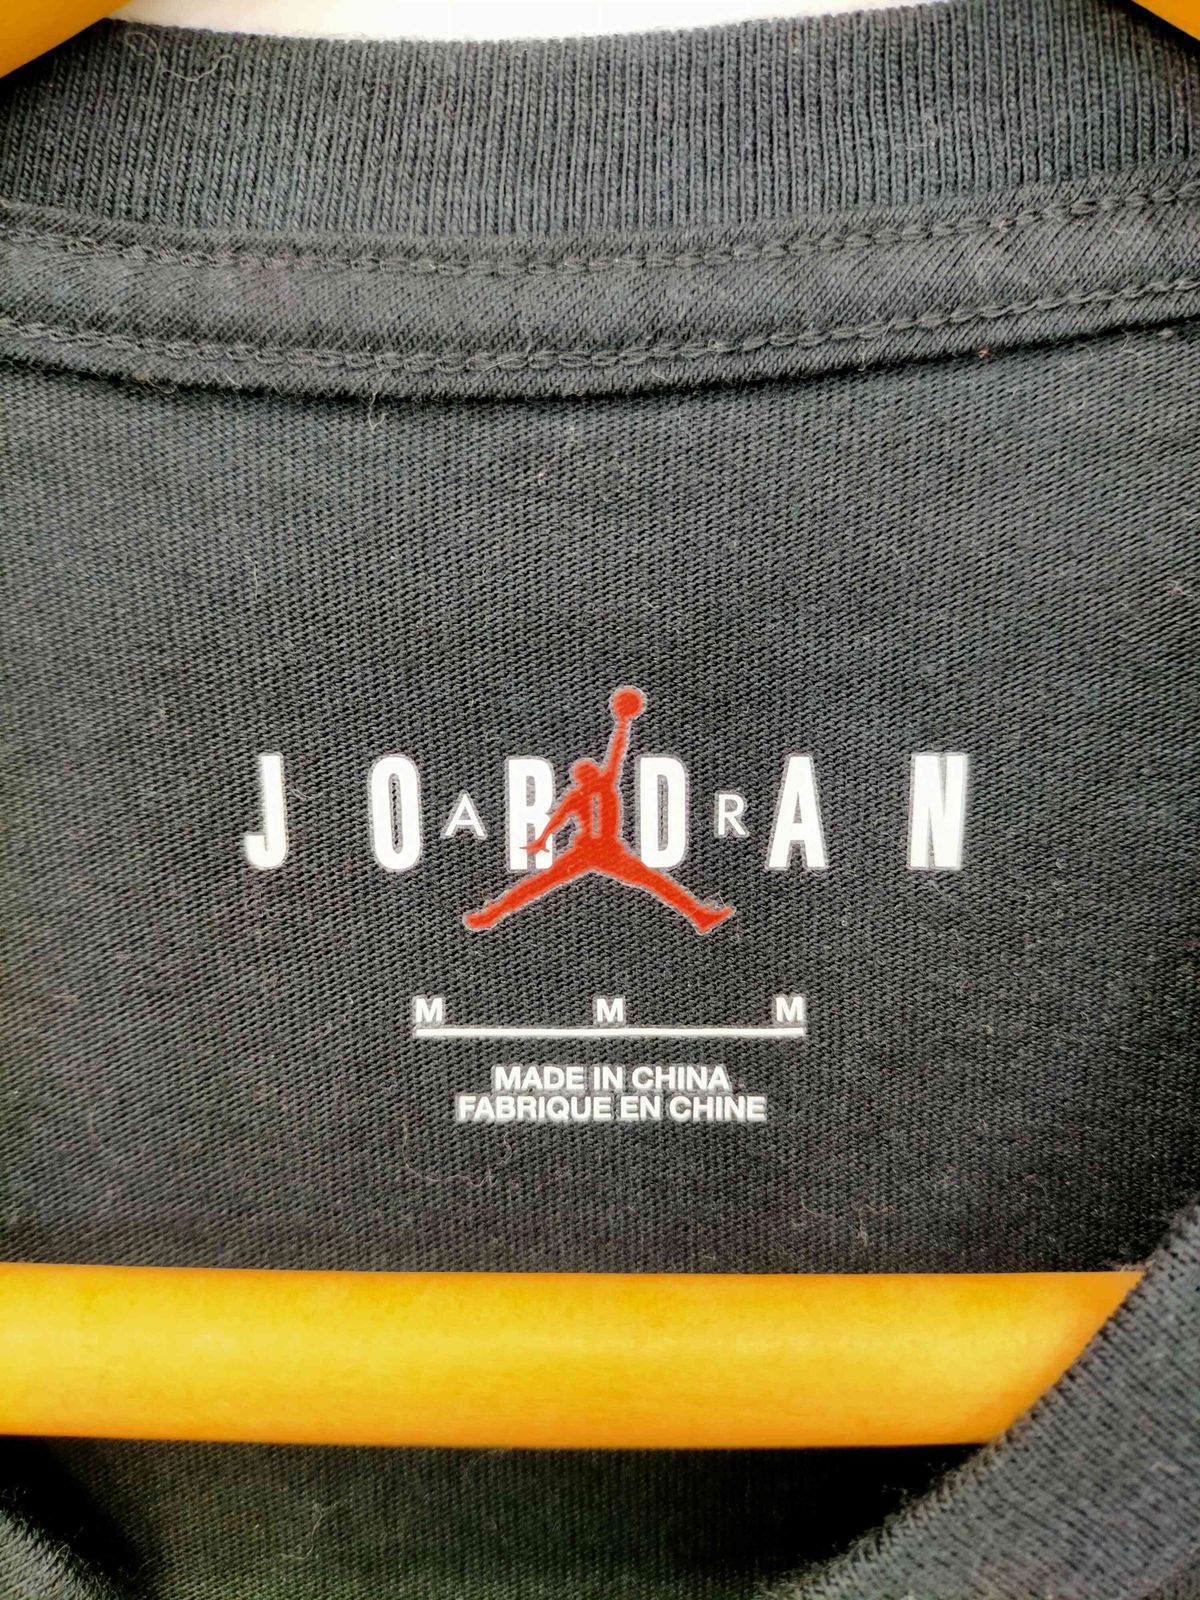 JORDAN
AIR
M M M
MADE IN CHINA
FABRIQUE EN CHINE